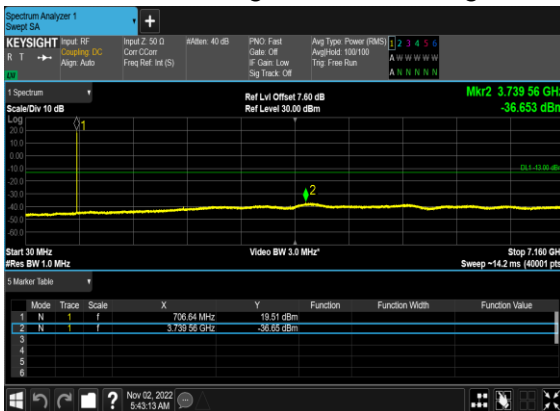 Spectrum Analyzer 1
Swept SA
+
KEYSIGHT Input: RF Input Z: 50 Ω #Atten: 40 dB PNO: Fast Avg Type: Power (RMS) 1 2 3 4 5 6
R T Coupling: DC Corr CCorr Gate: Off Avg|Hold: 100/100 A W W W W W
Align: Auto Freq Ref: Int (S) IF Gain: Low Trig: Free Run
Sig Track: Off A N N N N N
1 Spectrum
Ref Lvl Offset 7.60 dB Mkr2 3.739 56 GHz
Scale/Div 10 dB Ref Level 30.00 dBm -36.653 dBm
Log
20.0
10.0
0.00
-10.0
-20.0
-30.0
-40.0
-50.0
-60.0
1
DL1 -13.00 dBm
2
Start 30 MHz Video BW 3.0 MHz* Stop 7.160 GHz
#Res BW 1.0 MHz Sweep ~14.2 ms (40001 pts)
5 Marker Table
Mode Trace Scale X Y Function Function Width Function Value
1 N 1 f 706.64 MHz 19.51 dBm
2 N 1 f 3.739 56 GHz -36.65 dBm
3
4
5
6
? Nov 02, 2022
5:43:13 AM